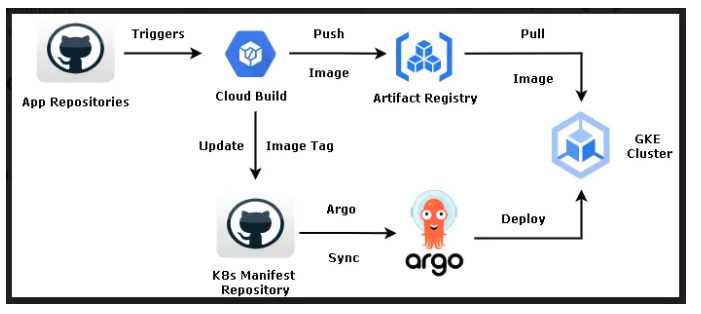 Triggers
Push
Pull
Image
Image
App Repositories
Cloud Build
Artifact Registry
GKE
Cluster
Update
Image Tag
Argo
Deploy
Sync
argo
K8s Manifest
Repository